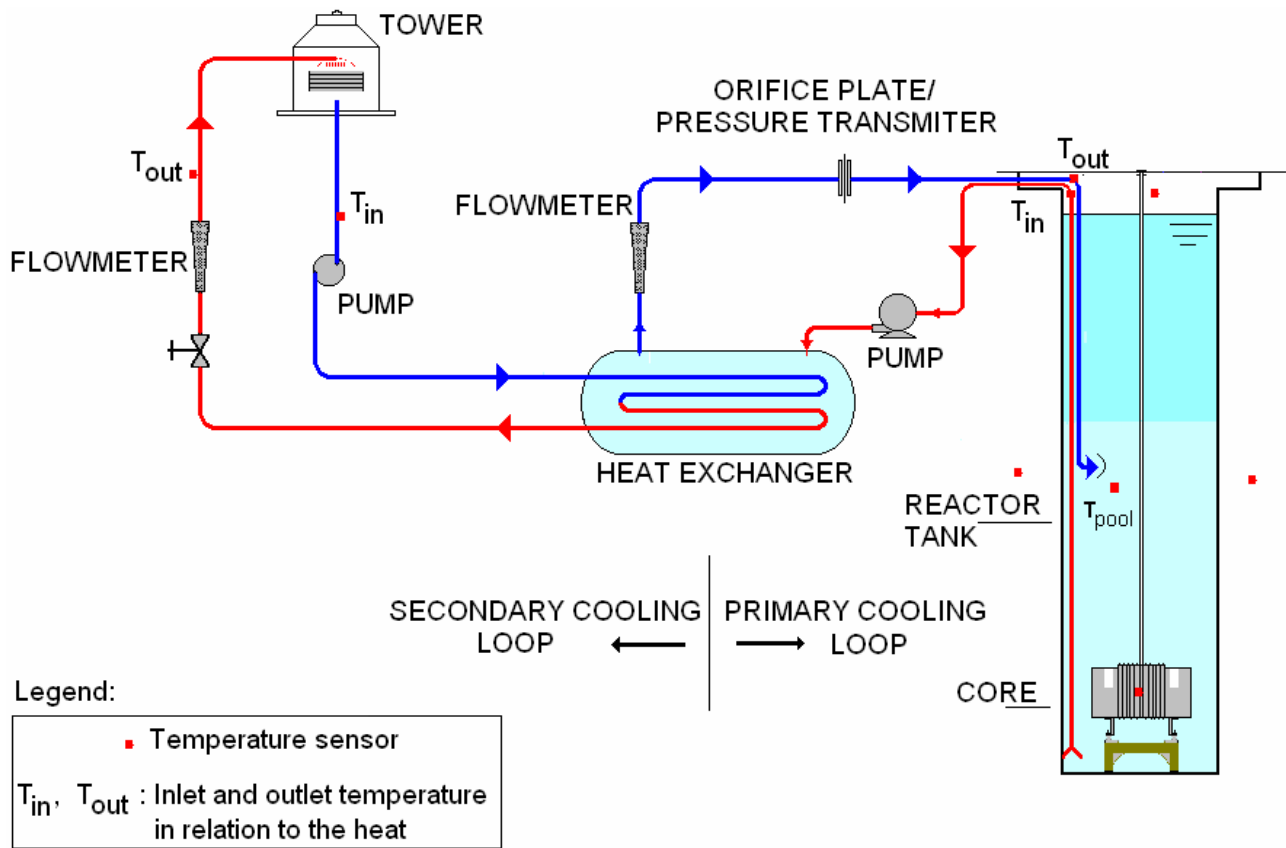 TOWER
ORIFICE PLATE/
PRESSURE TRANSMITER
Tout
Tout
Tin
FLOWMETER
Tin
FLOWMETER
PUMP
PUMP
HEAT EXCHANGER
REACTOR
TANK
Tpool
SECONDARY COOLING
LOOP
PRIMARY COOLING
LOOP
CORE
Legend:
Temperature sensor
Tin, Tout : Inlet and outlet temperature
in relation to the heat